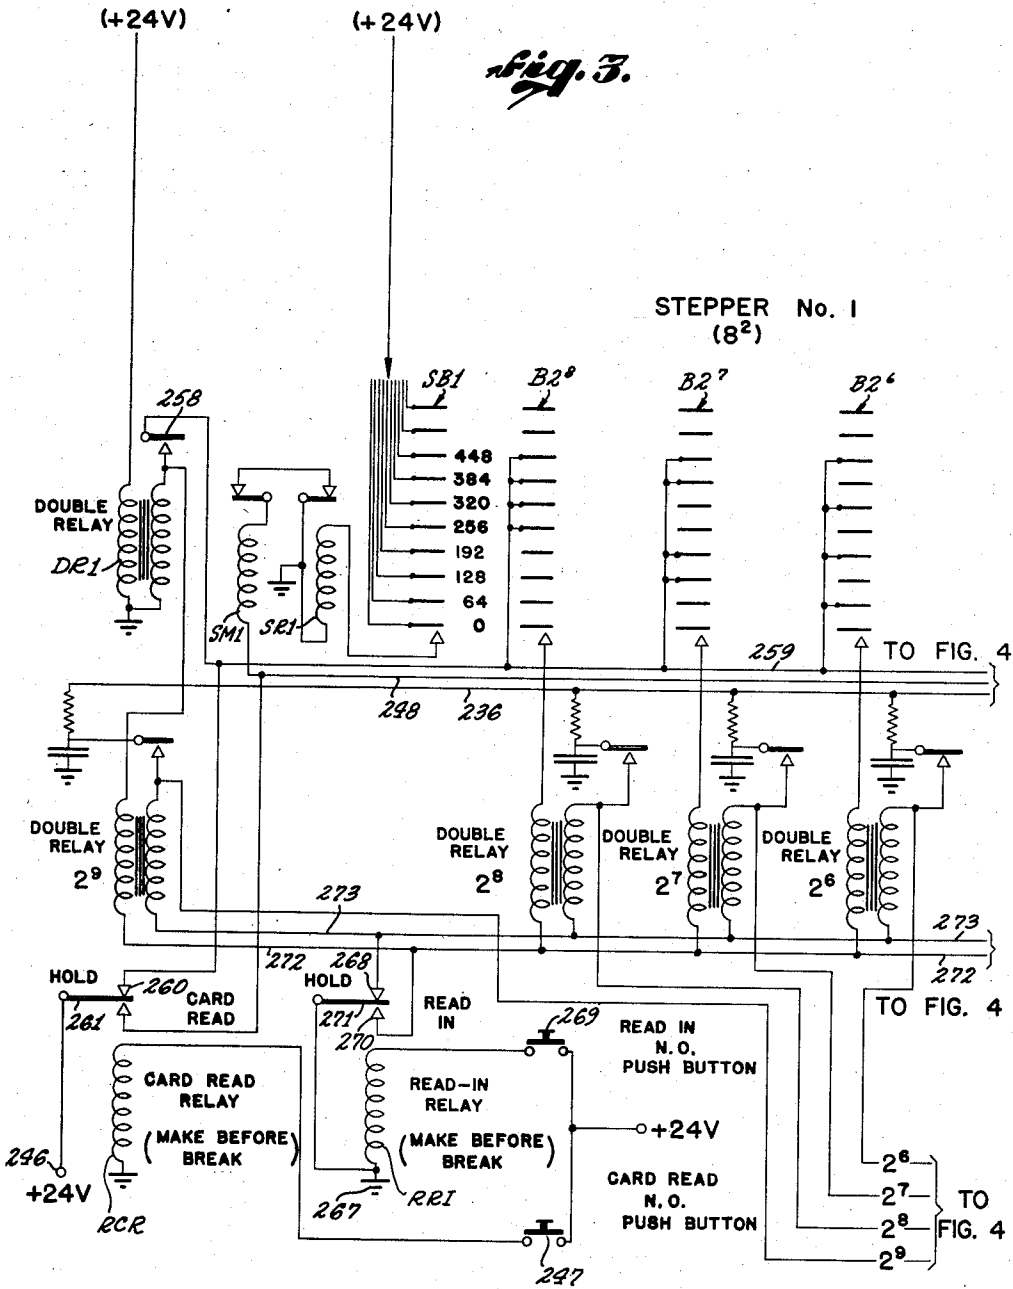 (+24V)
(+24V)
Fig. 3.
STEPPER No. 1
(8²)
258
SB1
B2⁸
B2⁷
B2⁶
448
384
320
256
192
128
64
0
DOUBLE
RELAY
DR1
SM1
SR1
259
TO FIG. 4
248
236
DOUBLE
RELAY
2⁹
DOUBLE
RELAY
2⁸
DOUBLE
RELAY
2⁷
DOUBLE
RELAY
2⁶
273
273
272
272
TO FIG. 4
HOLD
260
261
CARD
READ
268
HOLD
271
270
READ
IN
269
READ IN
N.O.
PUSH BUTTON
CARD READ
RELAY
(MAKE BEFORE)
BREAK
READ-IN
RELAY
(MAKE BEFORE)
BREAK
+24V
246
+24V
RCR
267
RRI
CARD READ
N.O.
PUSH BUTTON
247
2⁶
2⁷
2⁸
2⁹
TO
FIG. 4